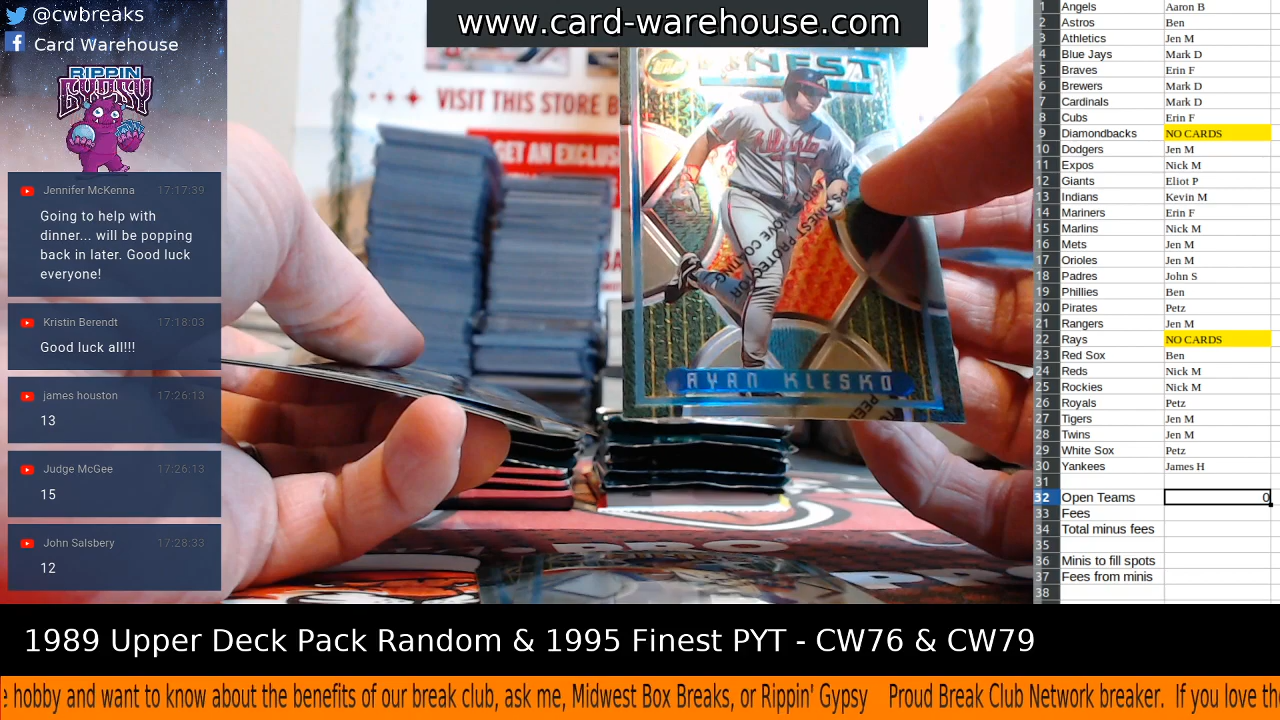 @cwbreaks
Card Warehouse
RIPPIN
GYPSY
Jennifer McKenna 17:17:39
Going to help with
dinner... will be popping
back in later. Good luck
everyone!
Kristin Berendt 17:18:03
Good luck all!!!
james houston 17:26:13
13
Judge McGee 17:26:13
15
John Salsbery 17:28:33
12
www.card-warehouse.com
VISIT THIS STORE B
GET AN EXCLUS
FINEST
Atlanta
FINEST PROTECTOR
RYAN KLESKO
1 Angels Aaron B
2 Astros Ben
3 Athletics Jen M
4 Blue Jays Mark D
5 Braves Erin F
6 Brewers Mark D
7 Cardinals Mark D
8 Cubs Erin F
9 Diamondbacks NO CARDS
10 Dodgers Jen M
11 Expos Nick M
12 Giants Eliot P
13 Indians Kevin M
14 Mariners Erin F
15 Marlins Nick M
16 Mets Jen M
17 Orioles Jen M
18 Padres John S
19 Phillies Ben
20 Pirates Petz
21 Rangers Jen M
22 Rays NO CARDS
23 Red Sox Ben
24 Reds Nick M
25 Rockies Nick M
26 Royals Petz
27 Tigers Jen M
28 Twins Jen M
29 White Sox Petz
30 Yankees James H
31
32 Open Teams 0
33 Fees
34 Total minus fees
35
36 Minis to fill spots
37 Fees from minis
38
1989 Upper Deck Pack Random & 1995 Finest PYT - CW76 & CW79
e hobby and want to know about the benefits of our break club, ask me, Midwest Box Breaks, or Rippin' Gypsy Proud Break Club Network breaker. If you love th